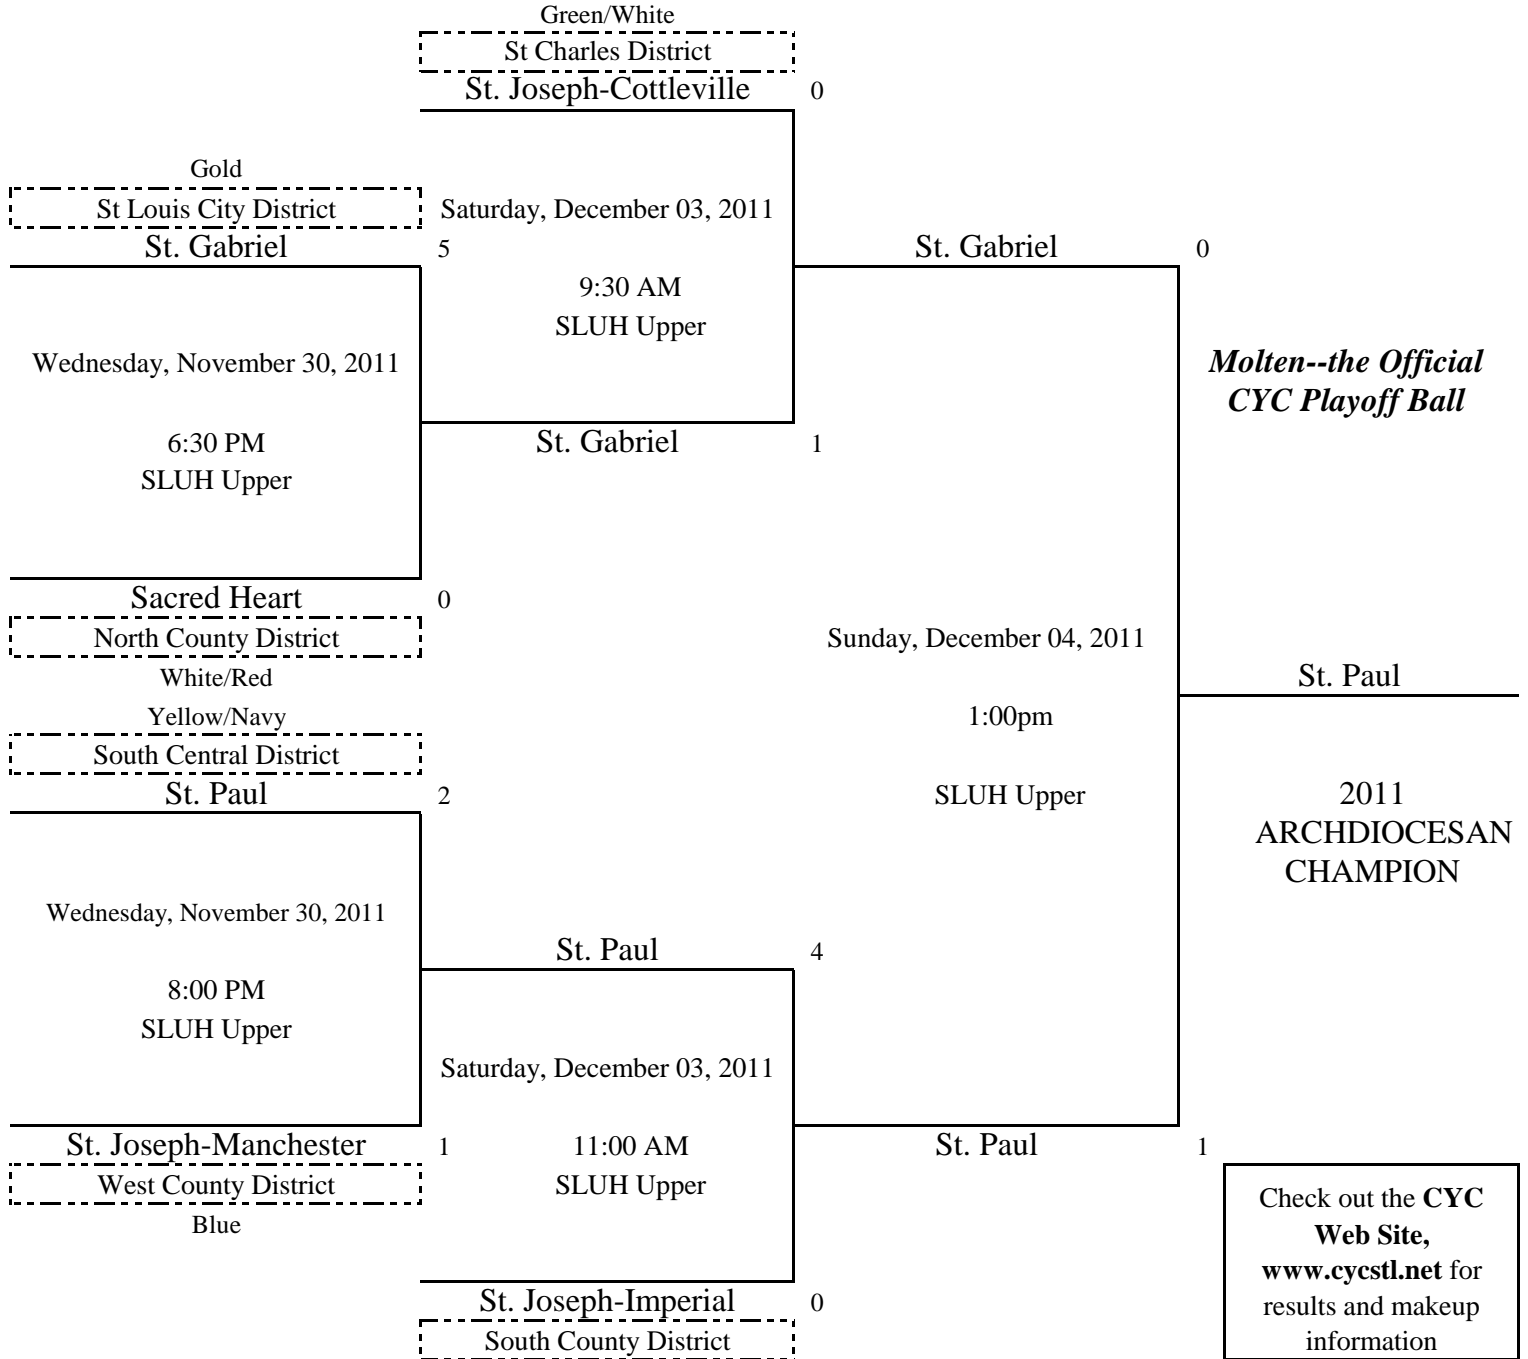 Green/White
St Charles District
St. Joseph-Cottleville 0
Gold
St Louis City District
Saturday, December 03, 2011
St. Gabriel 5
St. Gabriel 0
9:30 AM
SLUH Upper
Wednesday, November 30, 2011
Molten--the Official
CYC Playoff Ball
6:30 PM
SLUH Upper
St. Gabriel 1
Sacred Heart 0
North County District
White/Red
Sunday, December 04, 2011
St. Paul
Yellow/Navy
1:00pm
South Central District
St. Paul 2
SLUH Upper
2011
ARCHDIOCESAN
CHAMPION
Wednesday, November 30, 2011
St. Paul 4
8:00 PM
SLUH Upper
Saturday, December 03, 2011
St. Joseph-Manchester 1
11:00 AM
St. Paul 1
West County District
SLUH Upper
Blue
Check out the CYC
Web Site,
www.cycstl.net for
results and makeup
information
St. Joseph-Imperial 0
South County District